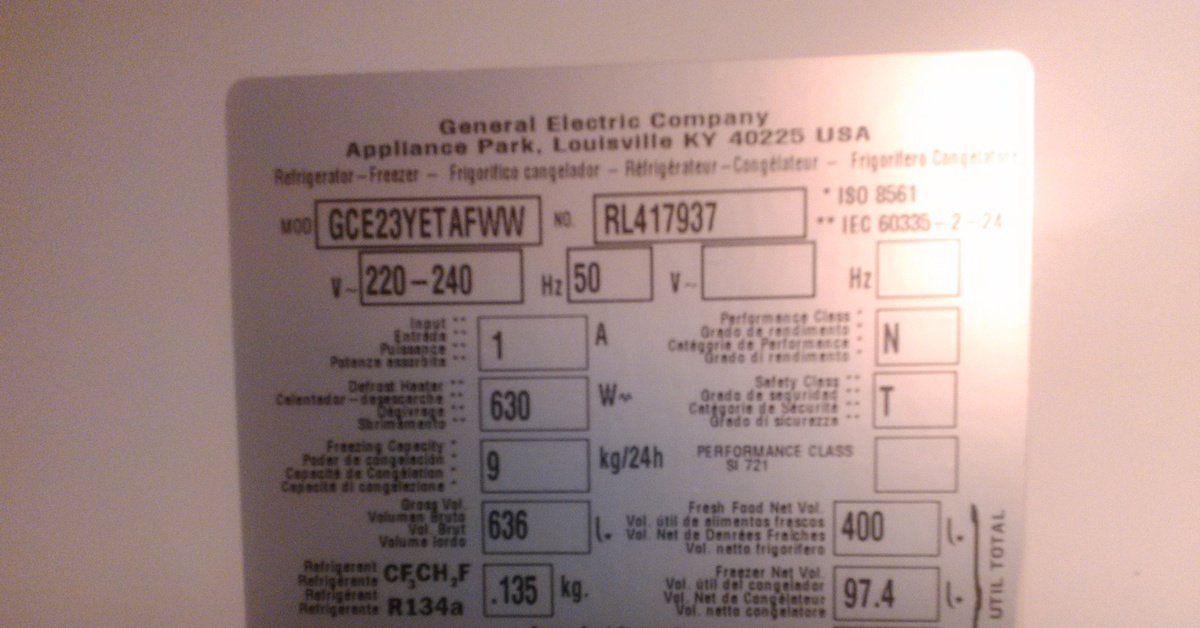 General Electric Company
Appliance Park, Louisville KY 40225 USA
Refrigerator-Freezer - Frigorifico congelador - Réfrigérateur-Congélateur - Frigorifero Congelatore
MOD GCE23YETAFWW NO. RL417937 * ISO 8561
** IEC 60335-2-24
V~ 220-240 Hz 50 V~ Hz
Input **
Entrada **
Puissance **
Potenza assorbita **
1 A
Performance Class *
Grado de rendimiento *
Catégorie de Performance *
Grado di rendimento *
N
Defrost Heater **
Calentador-desescarche **
Dégivrage **
Sbrinamento **
630 W~
Safety Class **
Grado de seguridad **
Catégorie de Sécurité **
Grado di sicurezza **
T
Freezing Capacity *
Poder de congelación *
Capacité de Congélation *
Capacità di congelazione *
9 kg/24h
PERFORMANCE CLASS
SI 721
Gross Vol.
Volumen Bruto
Vol. Brut
Volume lordo
636 l.
Fresh Food Net Vol.
Vol. útil de alimentos frescos
Vol. Net de Denrées Fraîches
Vol. netto frigorifero
400 l.
Refrigerant
Refrigerante
Réfrigérant
Refrigerante
CF3CH2F
R134a
.135 kg.
Freezer Net Vol.
Vol. útil del congelador
Vol. Net de Congélateur
Vol. netto congelatore
97.4 l.
UTIL TOTAL